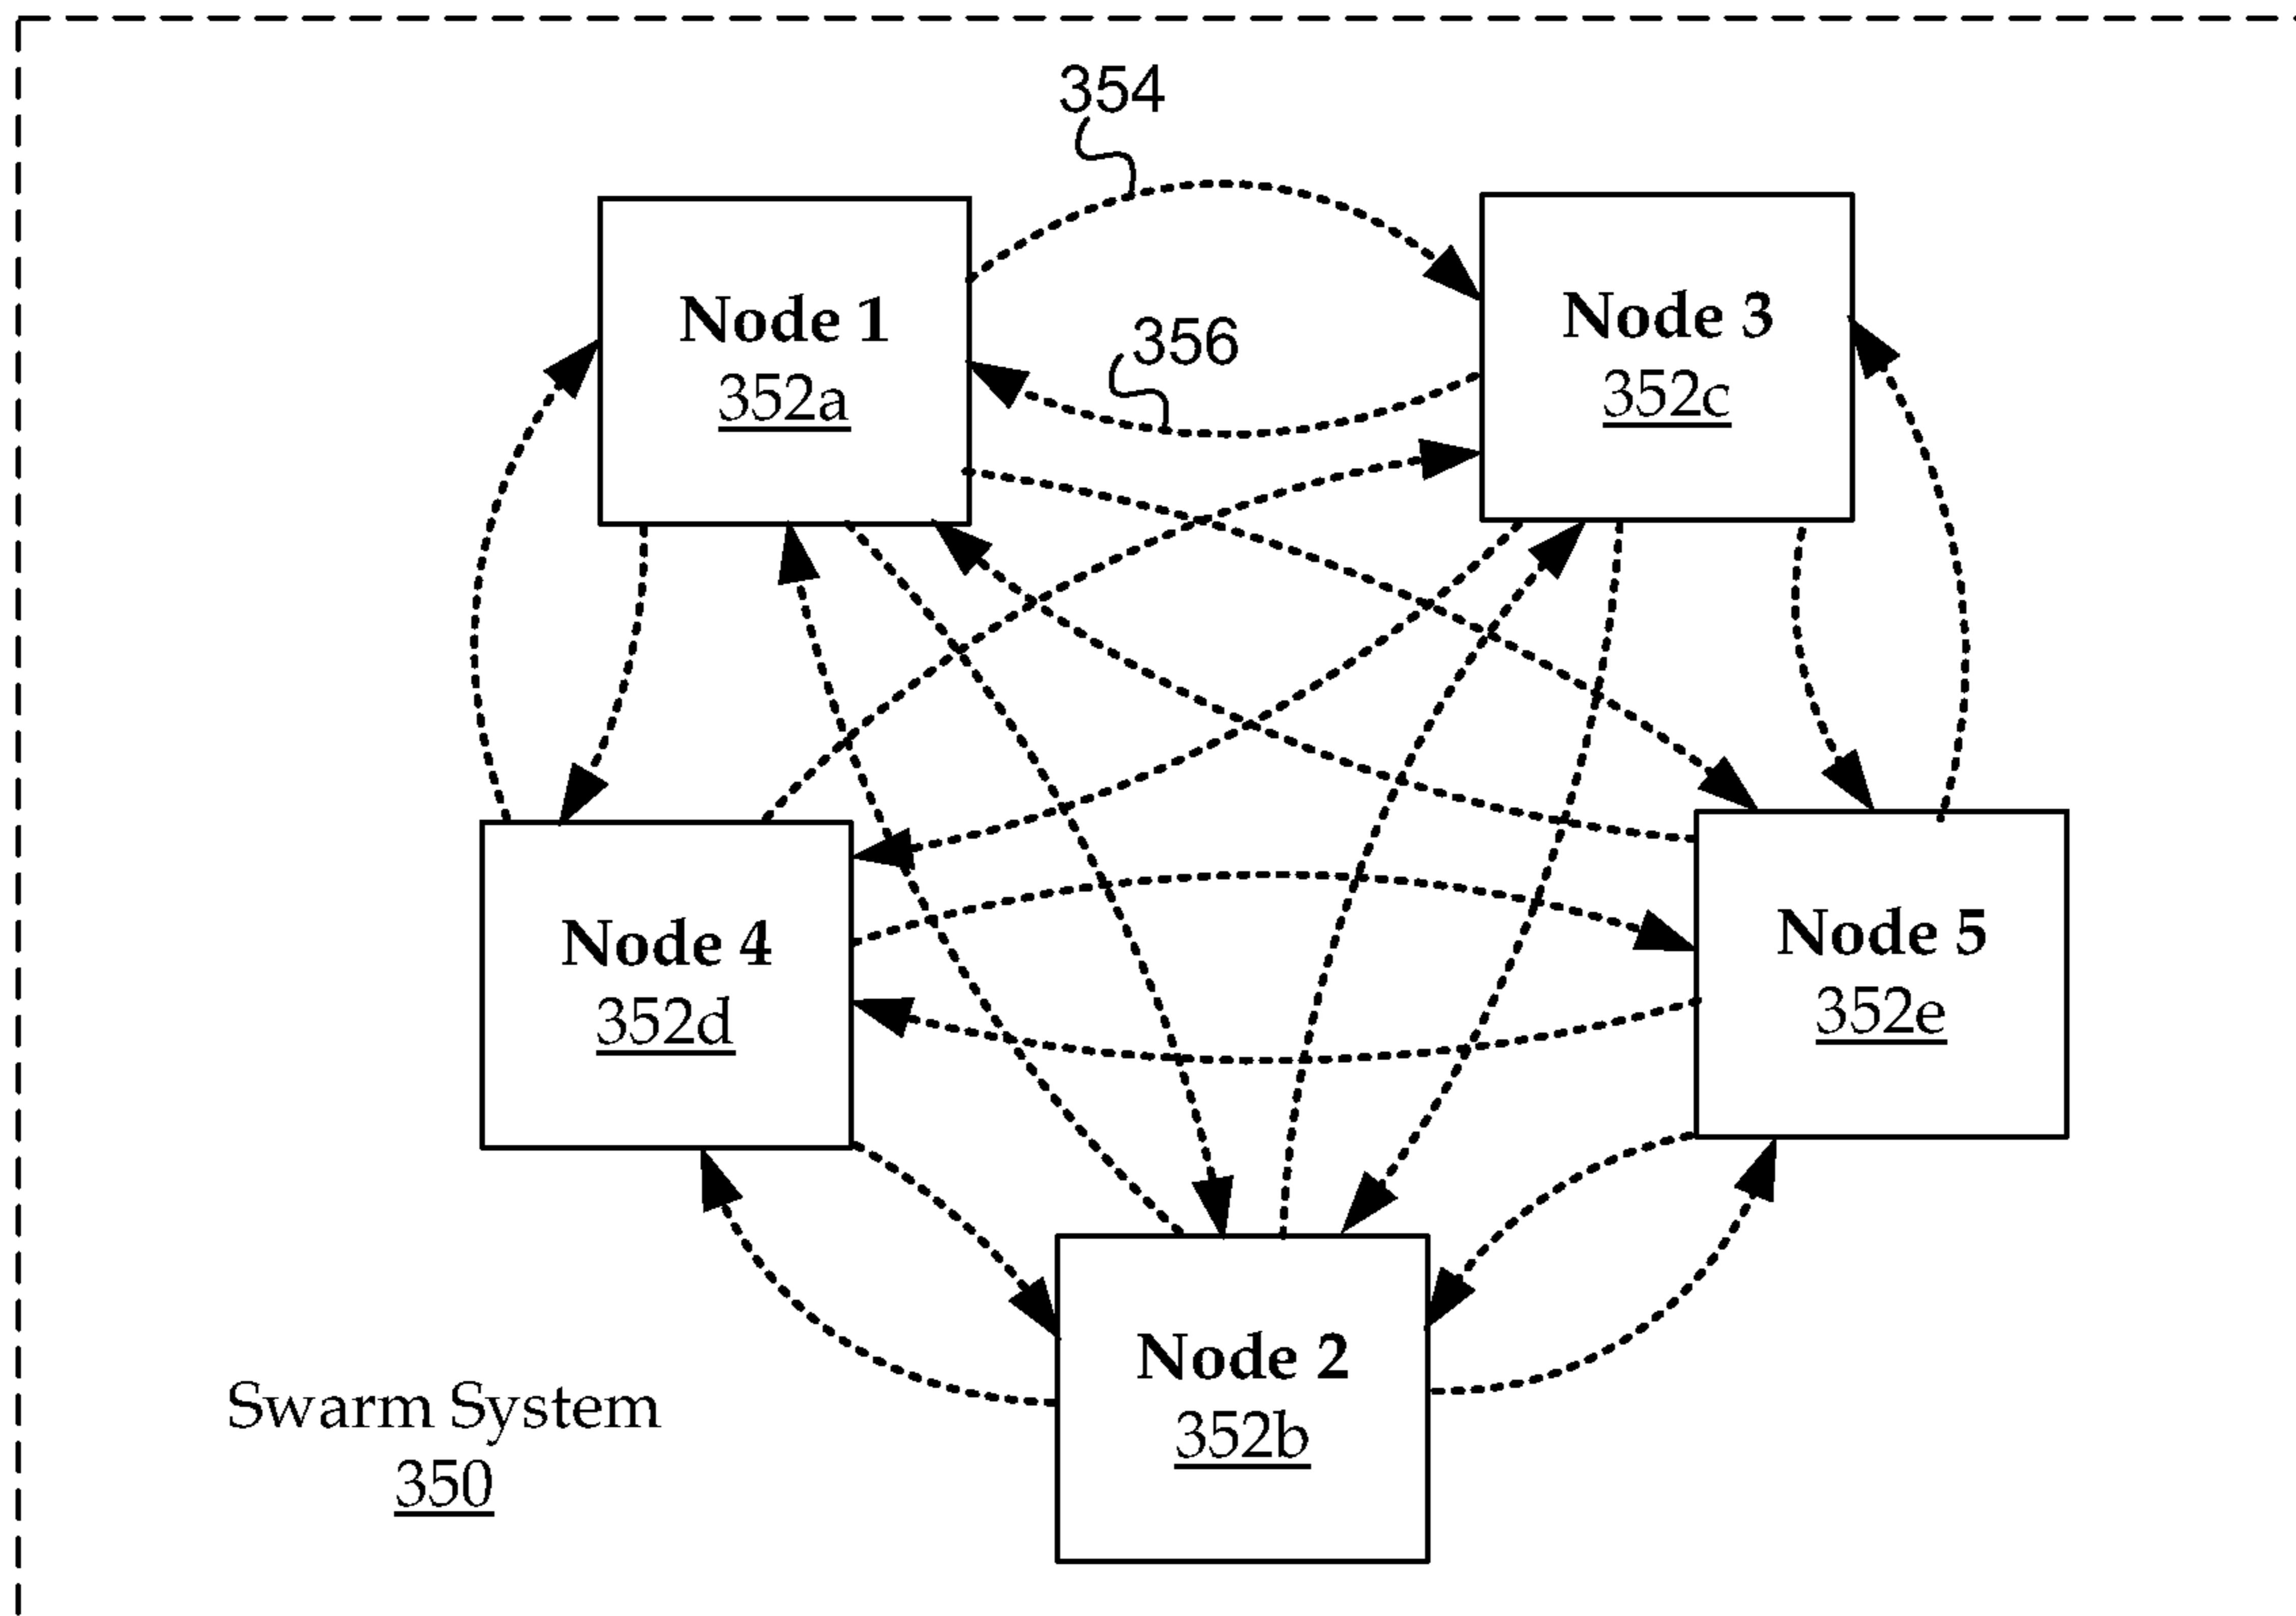 354
Node 1
352a
356
Node 3
352c
Node 4
352d
Node 5
352e
Node 2
352b
Swarm System
350